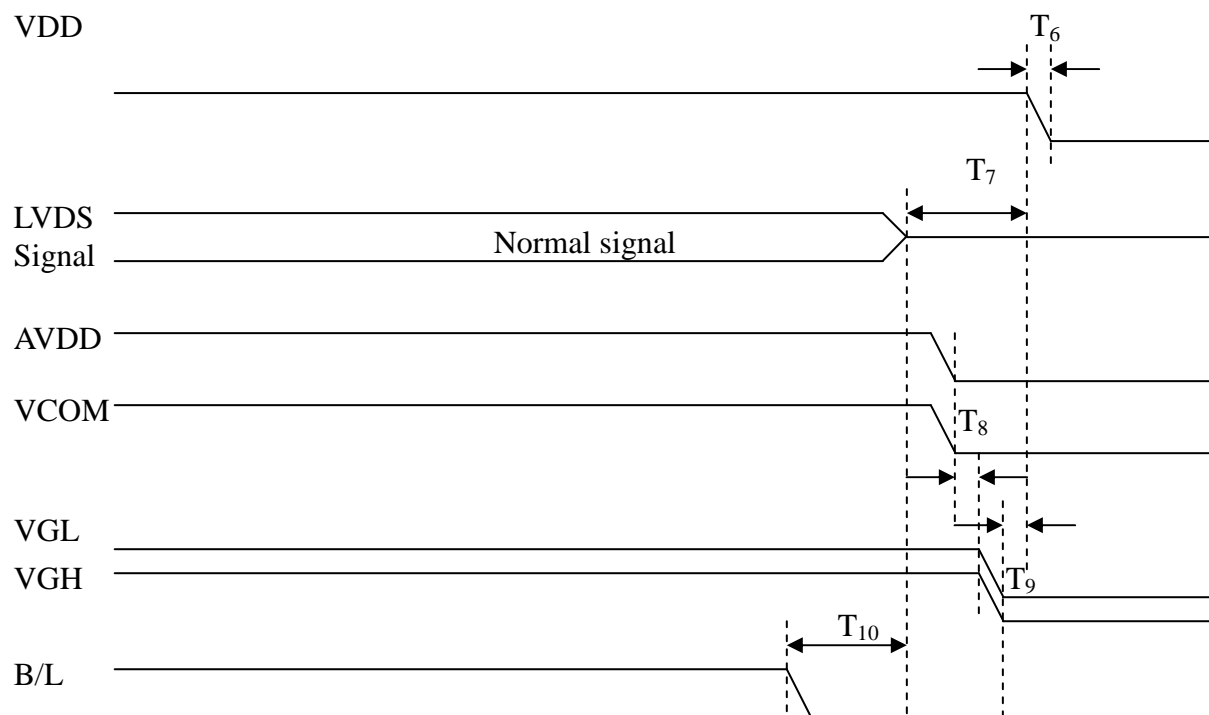 VDD
T₆
T₇
LVDS
Signal
Normal signal
AVDD
VCOM
T₈
VGL
VGH
T₉
T₁₀
B/L